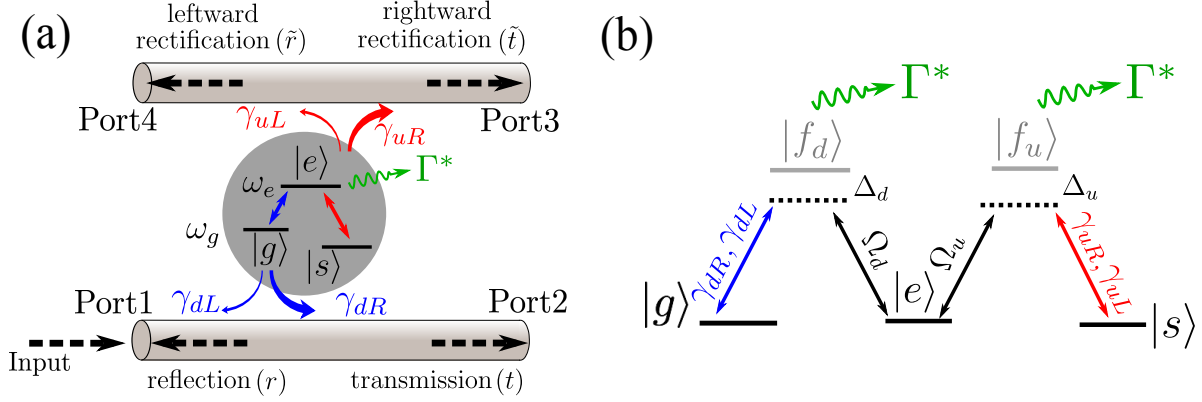 (a)
leftward
rectification (r̃)
rightward
rectification (t̃)
Port4
γuL
γuR
Port3
|e⟩
ωe
Γ*
ωg
|g⟩
|s⟩
Port1
γdL
γdR
Port2
Input
reflection (r)
transmission (t)
(b)
Γ*
Γ*
|fd⟩
|fu⟩
Δd
Δu
γdR, γdL
Ωd
Ωu
γuR, γuL
|g⟩
|e⟩
|s⟩